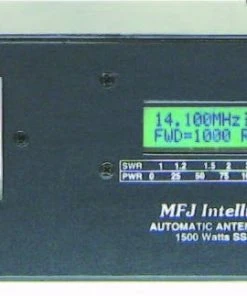 14.100MHz
FWD=1000 R
SWR 1 1.2 1.5 2
PWR 0 25 50 75
MFJ Intelli
AUTOMATIC ANTE
1500 Watts SS